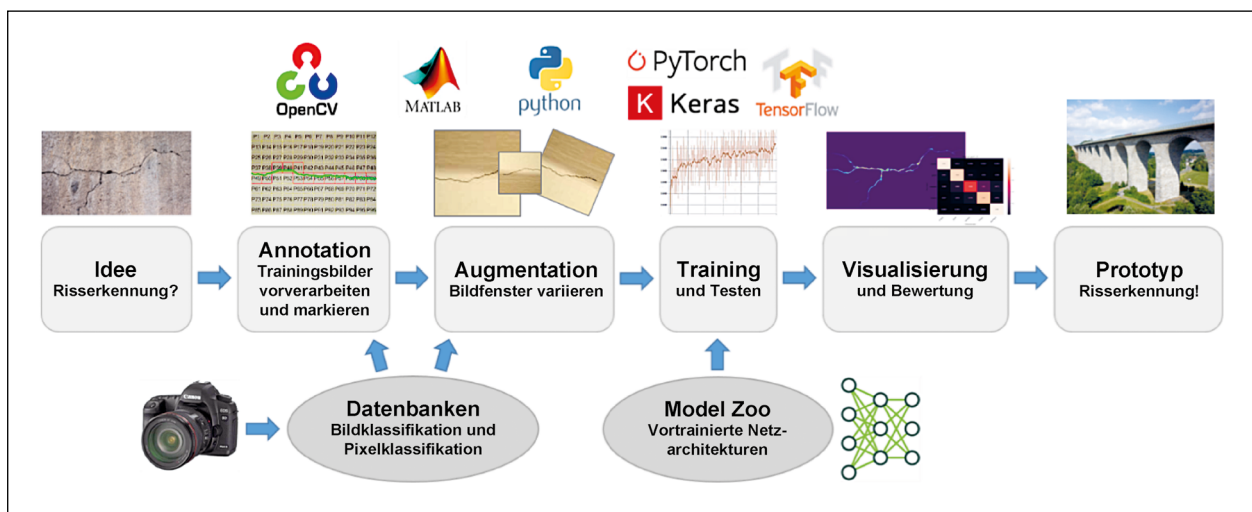 OpenCV
MATLAB
python
PyTorch
Keras
TensorFlow
Idee
Risserkennung?
Annotation
Trainingsbilder
vorverarbeiten
und markieren
Augmentation
Bildfenster variieren
Training
und Testen
Visualisierung
und Bewertung
Prototyp
Risserkennung!
Datenbanken
Bildklassifikation und
Pixelklassifikation
Model Zoo
Vortrainierte Netz-
architekturen